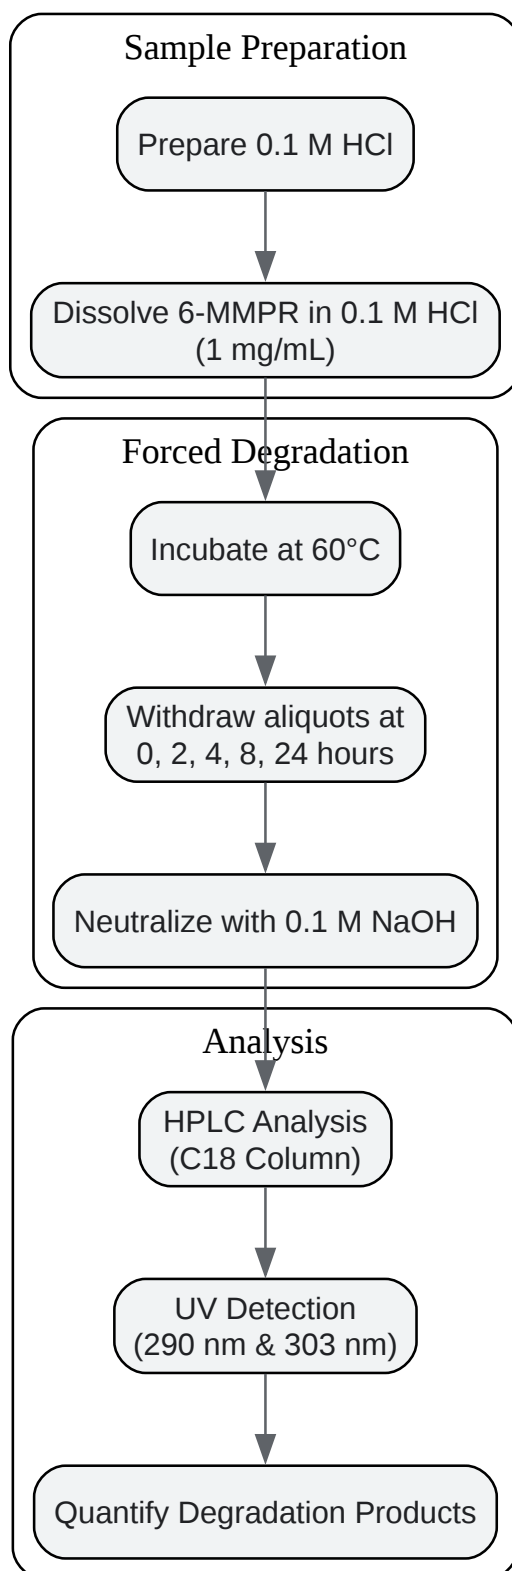 Sample Preparation
Prepare 0.1 M HCl
Dissolve 6-MMPR in 0.1 M HCl
(1 mg/mL)
Forced Degradation
Incubate at 60°C
Withdraw aliquots at
0, 2, 4, 8, 24 hours
Neutralize with 0.1 M NaOH
Analysis
HPLC Analysis
(C18 Column)
UV Detection
(290 nm & 303 nm)
Quantify Degradation Products